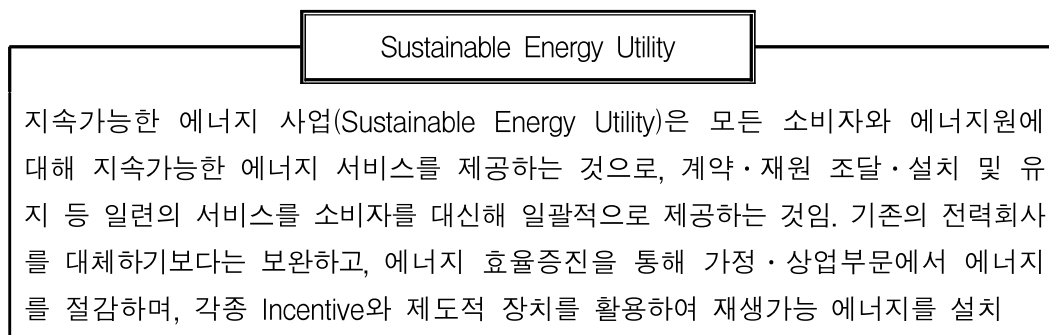 Sustainable Energy Utility
지속가능한 에너지 사업(Sustainable Energy Utility)은 모든 소비자와 에너지원에
대해 지속가능한 에너지 서비스를 제공하는 것으로, 계약・재원 조달・설치 및 유
지 등 일련의 서비스를 소비자를 대신해 일괄적으로 제공하는 것임. 기존의 전력회사
를 대체하기보다는 보완하고, 에너지 효율증진을 통해 가정・상업부문에서 에너지
를 절감하며, 각종 Incentive와 제도적 장치를 활용하여 재생가능 에너지를 설치